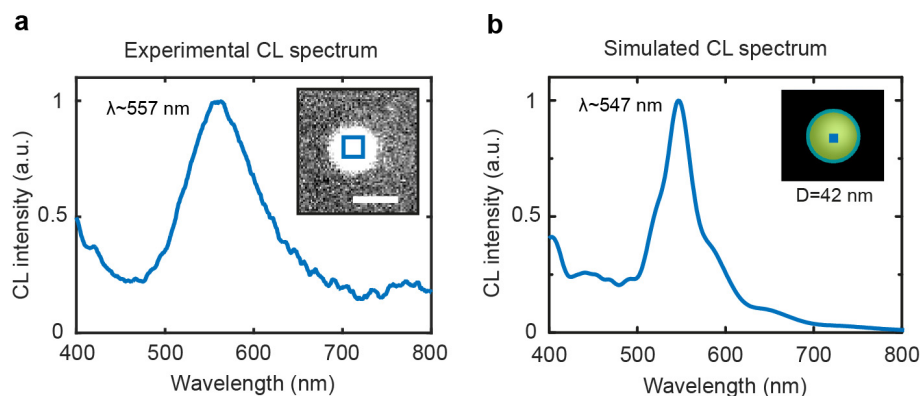 a
Experimental CL spectrum
CL intensity (a.u.)
1
0.5
0
λ~557 nm
400 500 600 700 800
Wavelength (nm)
b
Simulated CL spectrum
CL intensity (a.u.)
1
0.5
0
λ~547 nm
D=42 nm
400 500 600 700 800
Wavelength (nm)